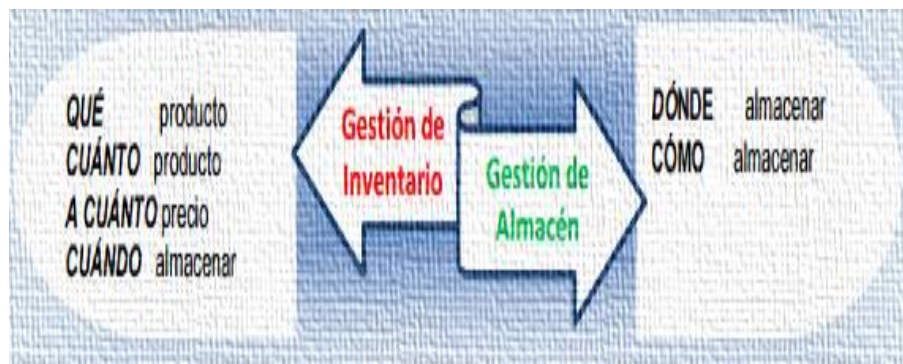 QUÉ producto
CUÁNTO producto
A CUÁNTO precio
CUÁNDO almacenar
Gestión de
Inventario
Gestión de
Almacén
DÓNDE almacenar
CÓMO almacenar